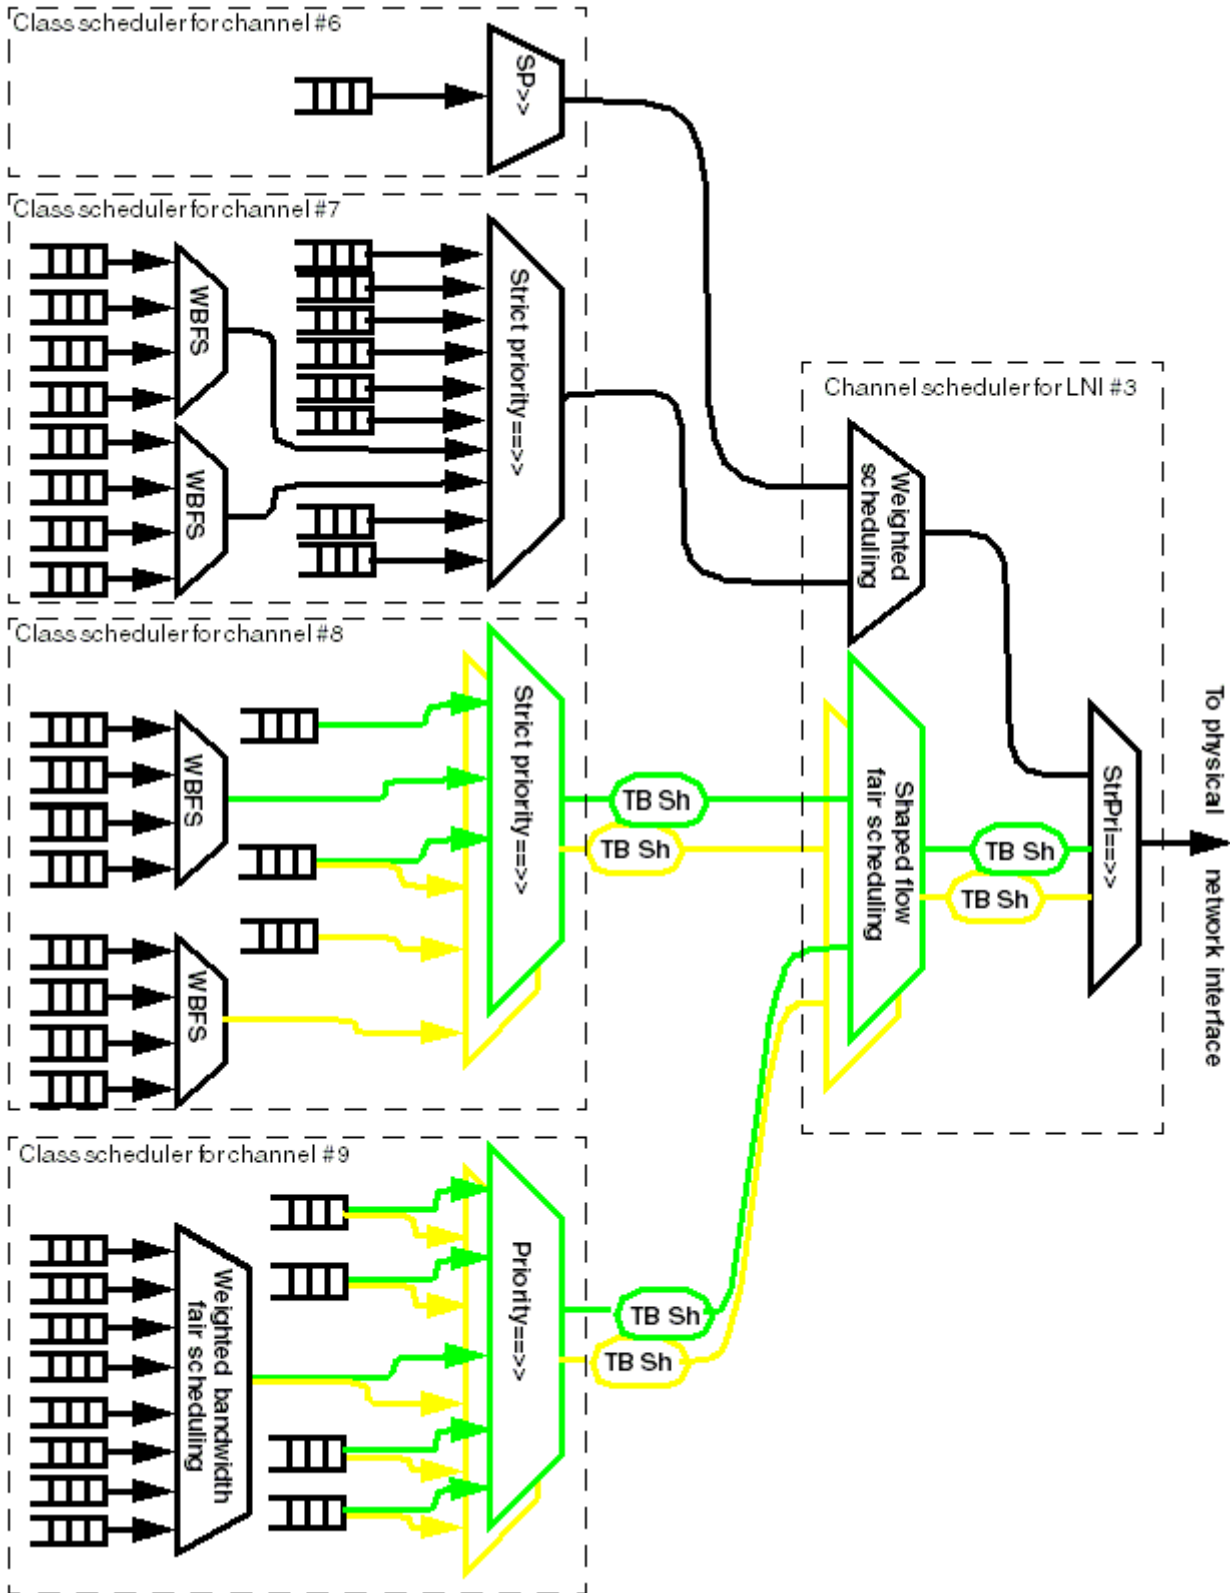 Class scheduler for channel #6
SP>>
Class scheduler for channel #7
WBFS
WBFS
Strict priority==>>
Channel scheduler for LNI #3
Weighted
scheduling
Class scheduler for channel #8
WBFS
WBFS
Strict priority==>>
TB Sh
TB Sh
Shaped flow
fair scheduling
TB Sh
TB Sh
StrPri==>>
To physical network interface
Class scheduler for channel #9
Weighted bandwidth
fair scheduling
Priority==>>
TB Sh
TB Sh